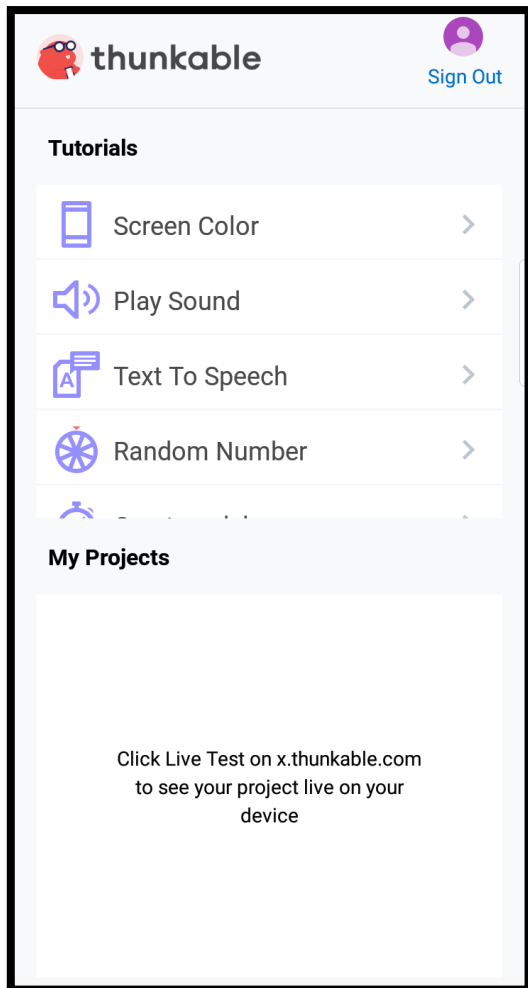 thunkable
Sign Out
Tutorials
Screen Color
Play Sound
A
Text To Speech
Random Number
My Projects
Click Live Test on x.thunkable.com
to see your project live on your
device